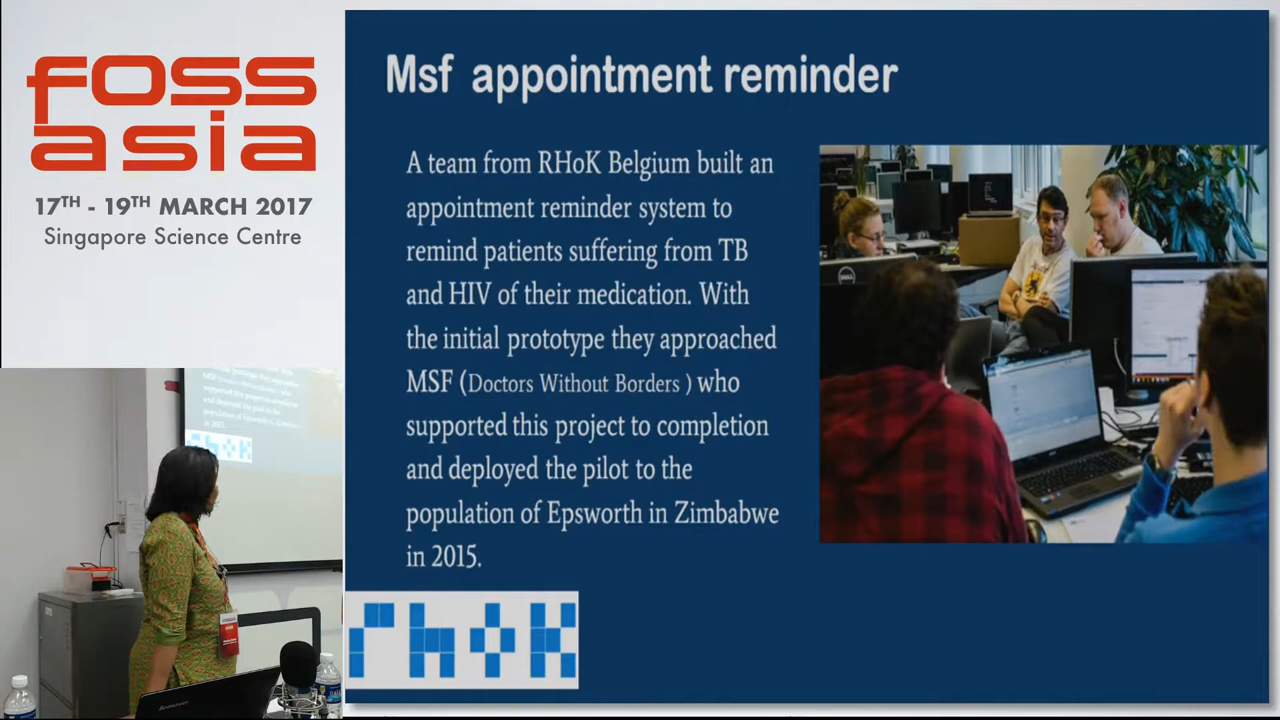 foss
asia
17TH - 19TH MARCH 2017
Singapore Science Centre
Msf appointment reminder
A team from RHoK Belgium built an
appointment reminder system to
remind patients suffering from TB
and HIV of their medication. With
the initial prototype they approached
MSF (Doctors Without Borders ) who
supported this project to completion
and deployed the pilot to the
population of Epsworth in Zimbabwe
in 2015.
rhok
DELL